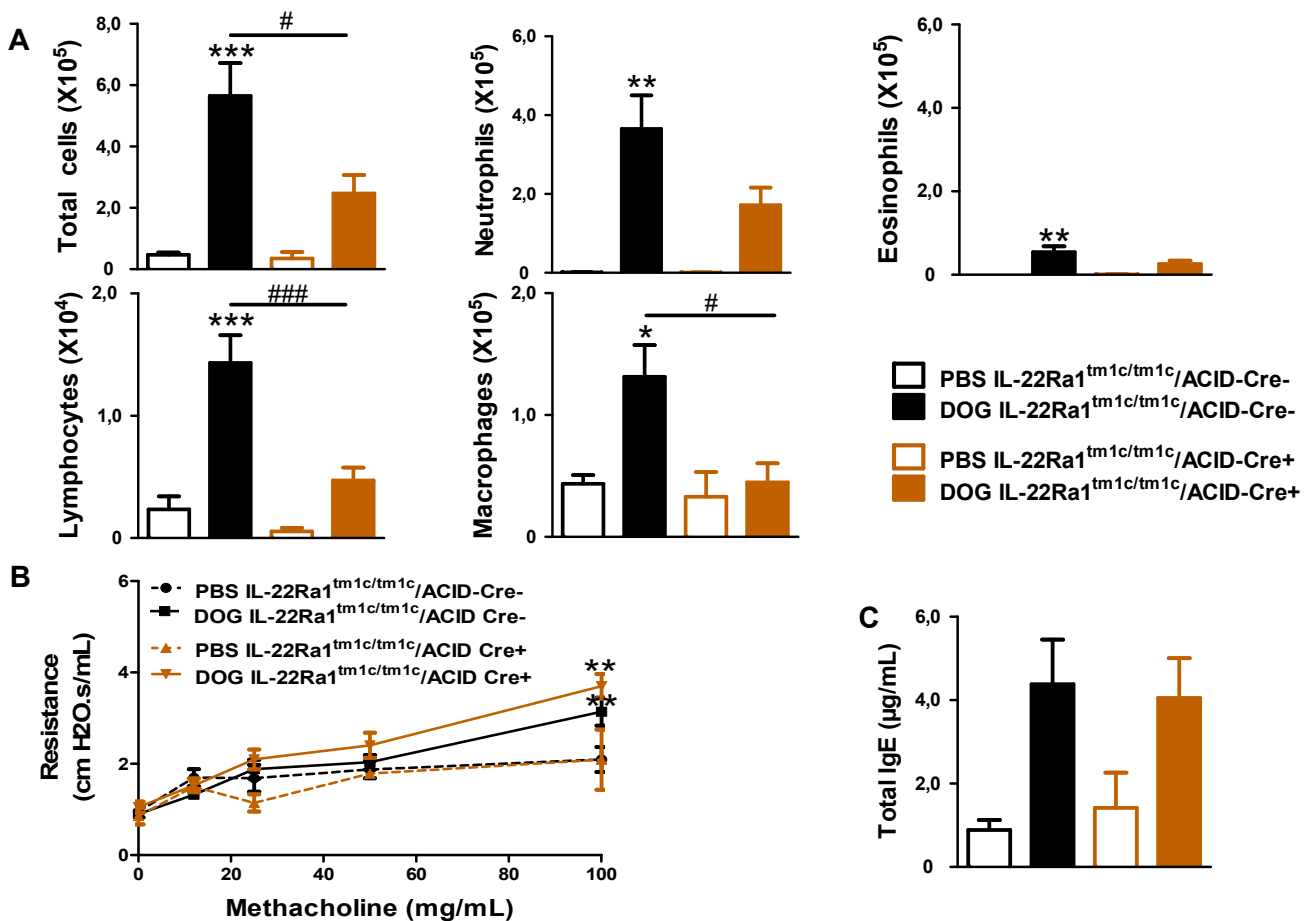 A
Total cells (X10⁵)
8,0
6,0
4,0
2,0
0
***
#
Neutrophils (X10⁵)
6,0
4,0
2,0
0
**
Eosinophils (X10⁵)
6,0
4,0
2,0
0
**
Lymphocytes (X10⁴)
2,0
1,0
0
***
###
Macrophages (X10⁵)
2,0
1,0
0
*
#
PBS IL-22Ra1tm1c/tm1c/ACID-Cre-
DOG IL-22Ra1tm1c/tm1c/ACID-Cre-
PBS IL-22Ra1tm1c/tm1c/ACID-Cre+
DOG IL-22Ra1tm1c/tm1c/ACID-Cre+
B
PBS IL-22Ra1tm1c/tm1c/ACID-Cre-
DOG IL-22Ra1tm1c/tm1c/ACID Cre-
PBS IL-22Ra1tm1c/tm1c/ACID Cre+
DOG IL-22Ra1tm1c/tm1c/ACID Cre+
Resistance
(cm H2O.s/mL)
6
4
2
0
**
**
0 20 40 60 80 100
Methacholine (mg/mL)
C
Total IgE (µg/mL)
6,0
4,0
2,0
0